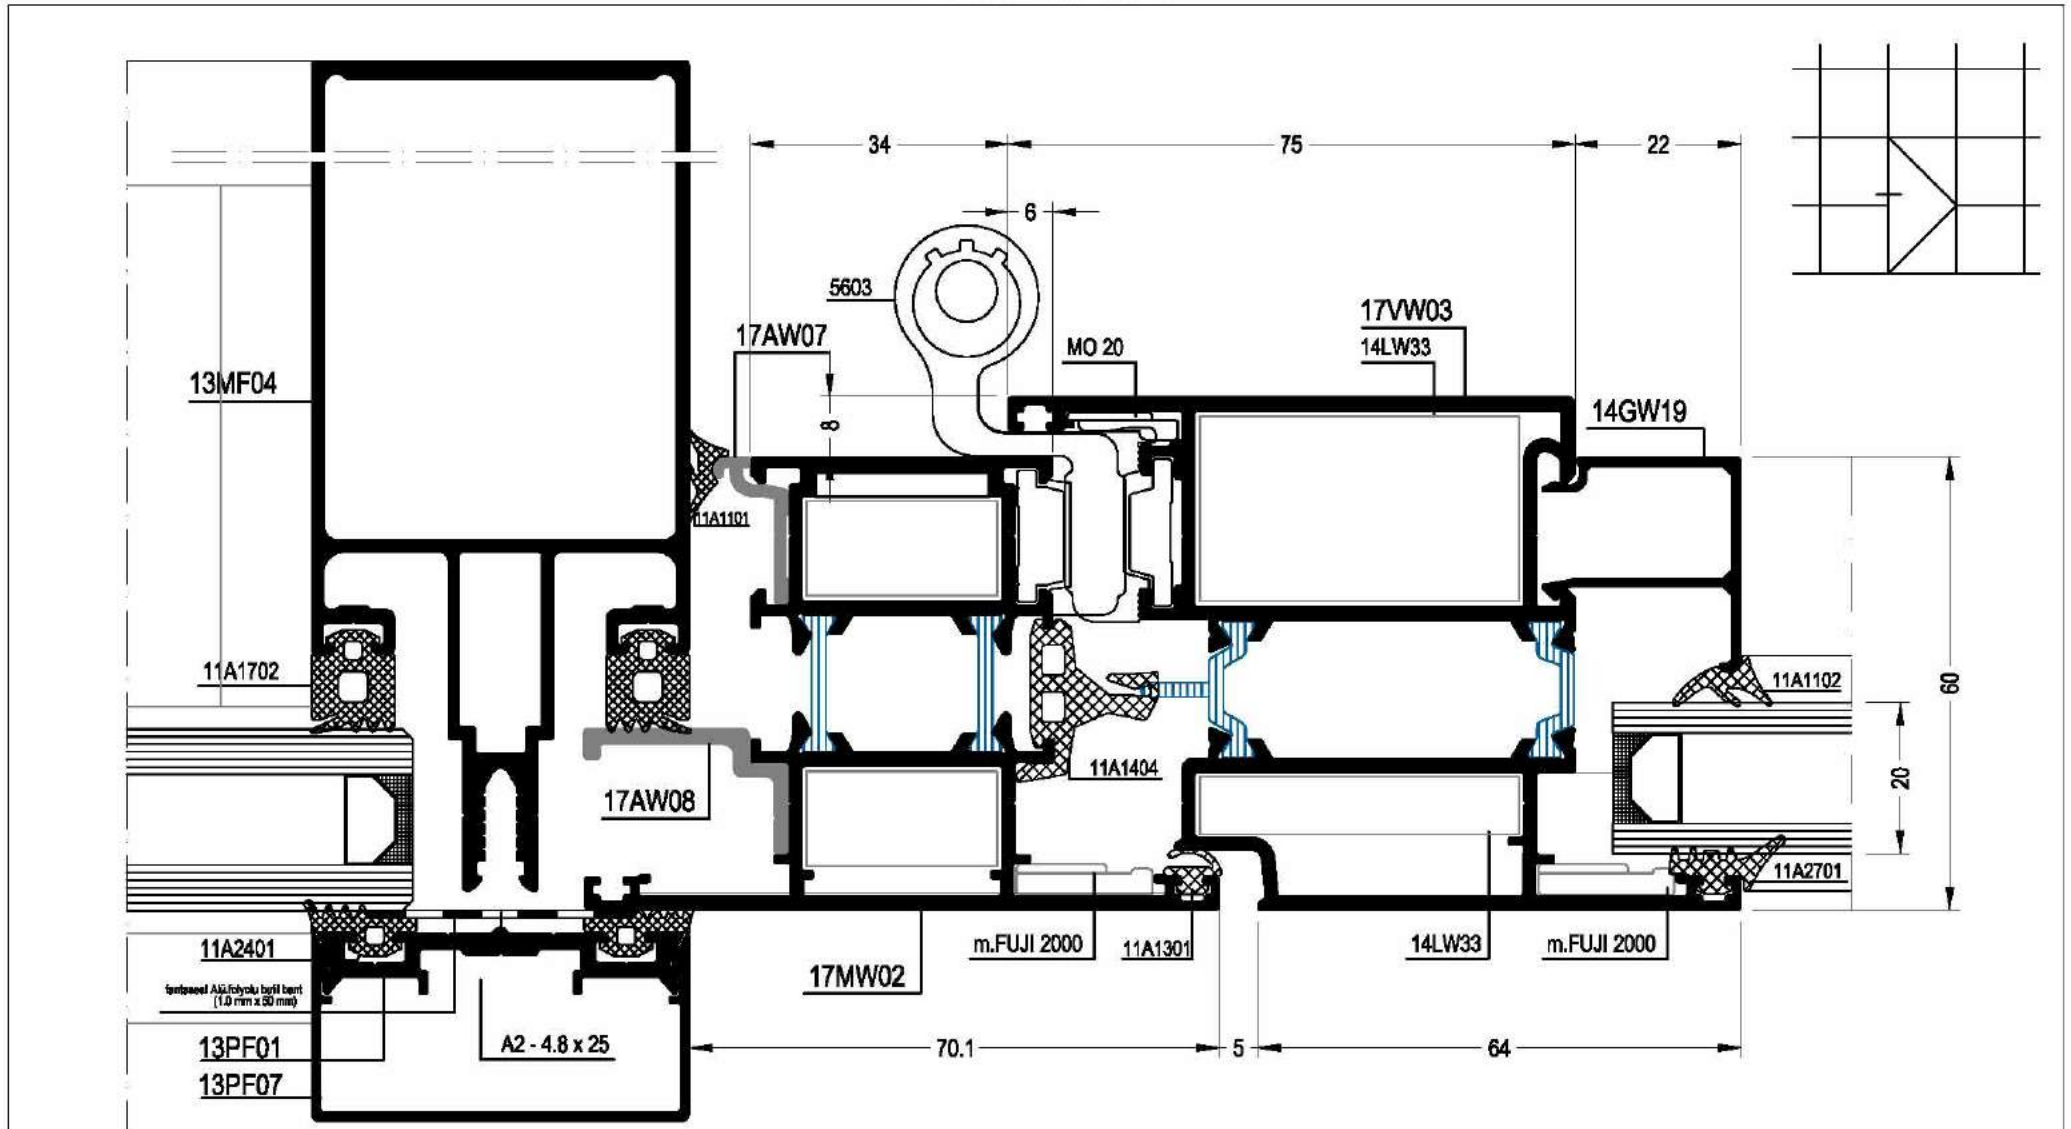 34
75
22
6
5603
17VW03
17AW07
MO 20
14LW33
13MF04
14GW19
8
11A1101
11A1702
11A1102
60
11A1404
20
17AW08
11A2701
11A2401
m.FUJI 2000
11A1301
14LW33
m.FUJI 2000
17MW02
(1.0 mm x 50 mm)
13PF01
A2 - 4.8 x 25
70.1
5
64
13PF07